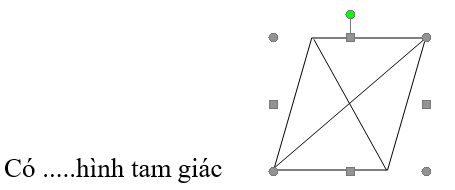 Có .....hình tam giác